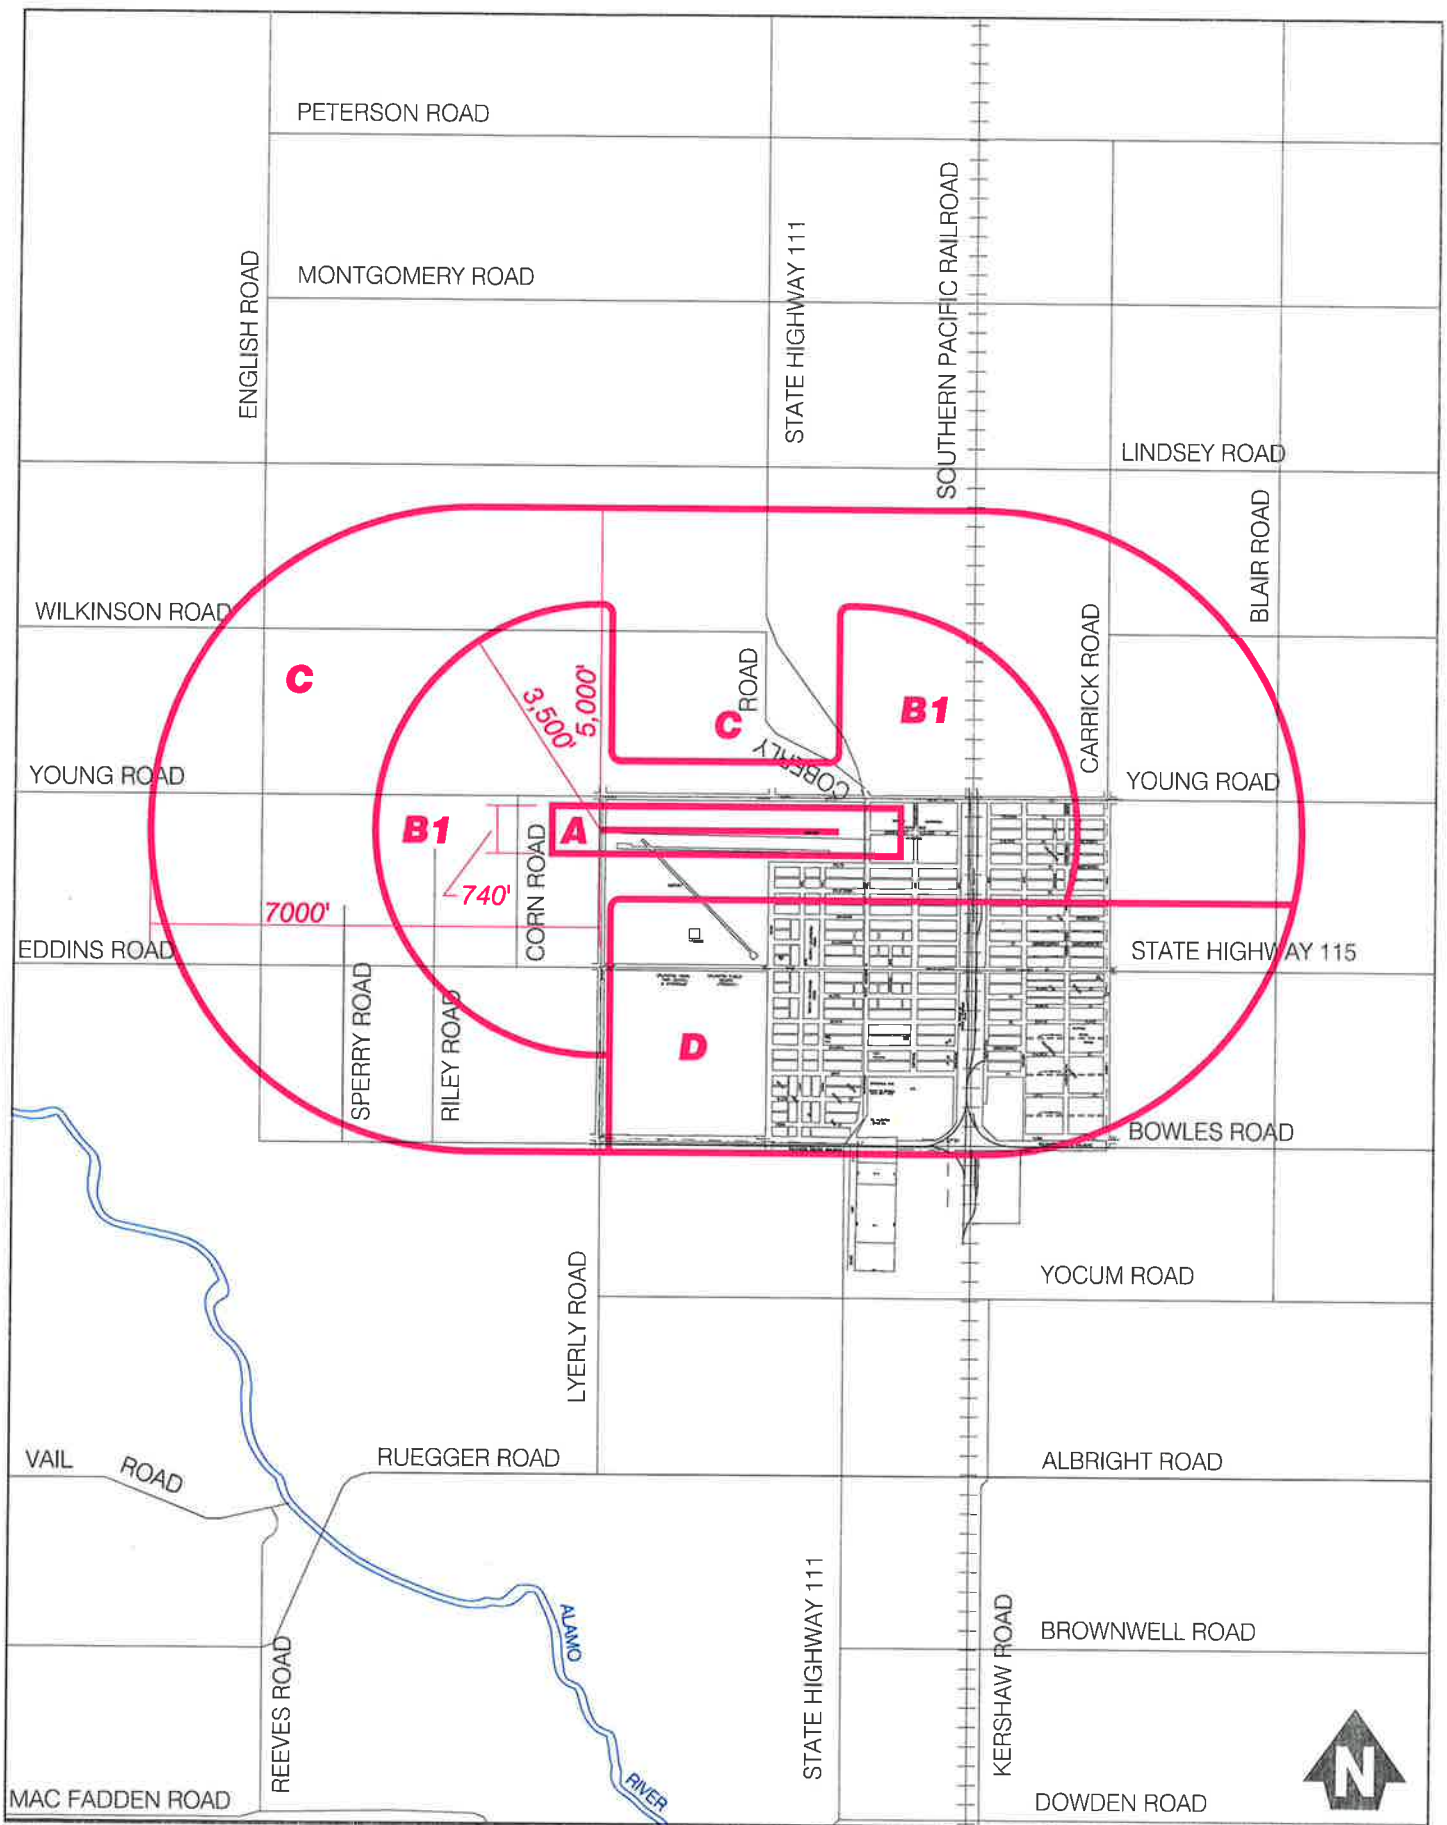 PETERSON ROAD
MONTGOMERY ROAD
ENGLISH ROAD
STATE HIGHWAY 111
SOUTHERN PACIFIC RAILROAD
LINDSEY ROAD
BLAIR ROAD
WILKINSON ROAD
CARRICK ROAD
C
3,500'
5,000'
ROAD
COBERLY
C
B1
YOUNG ROAD
YOUNG ROAD
B1
A
740'
CORN ROAD
7000'
EDDINS ROAD
STATE HIGHWAY 115
SPERRY ROAD
RILEY ROAD
D
BOWLES ROAD
LYERLY ROAD
YOCUM ROAD
VAIL
ROAD
RUEGGER ROAD
ALBRIGHT ROAD
STATE HIGHWAY 111
KERSHAW ROAD
ALAMO
RIVER
BROWNWELL ROAD
REEVES ROAD
MAC FADDEN ROAD
DOWDEN ROAD
N